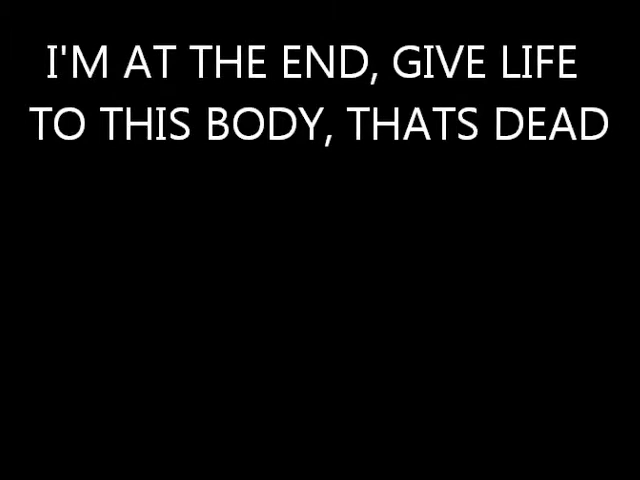 I'M AT THE END, GIVE LIFE
TO THIS BODY, THATS DEAD